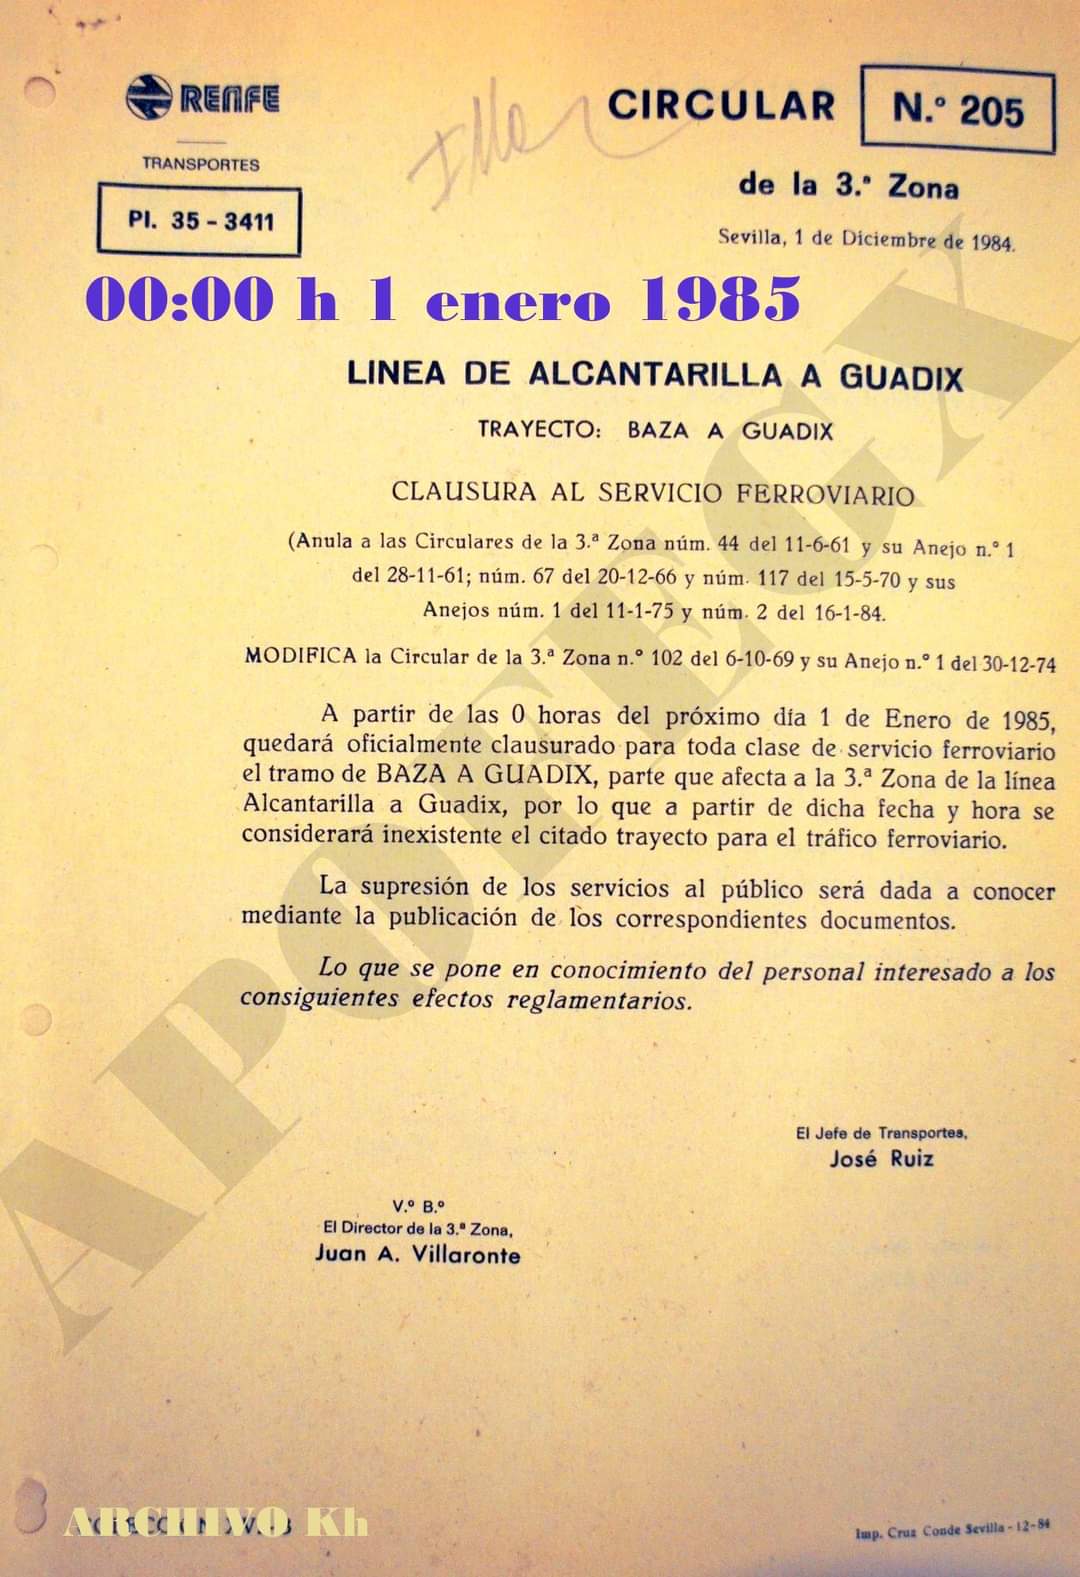 RENFE
TRANSPORTES
Pl. 35 - 3411
CIRCULAR N.º 205
de la 3.ª Zona
Sevilla, 1 de Diciembre de 1984.
00:00 h 1 enero 1985
LINEA DE ALCANTARILLA A GUADIX
TRAYECTO: BAZA A GUADIX
CLAUSURA AL SERVICIO FERROVIARIO
(Anula a las Circulares de la 3.ª Zona núm. 44 del 11-6-61 y su Anejo n.º 1
del 28-11-61; núm. 67 del 20-12-66 y núm. 117 del 15-5-70 y sus
Anejos núm. 1 del 11-1-75 y núm. 2 del 16-1-84.
MODIFICA la Circular de la 3.ª Zona n.º 102 del 6-10-69 y su Anejo n.º 1 del 30-12-74
A partir de las 0 horas del próximo día 1 de Enero de 1985,
quedará oficialmente clausurado para toda clase de servicio ferroviario
el tramo de BAZA A GUADIX, parte que afecta a la 3.ª Zona de la línea
Alcantarilla a Guadix, por lo que a partir de dicha fecha y hora se
considerará inexistente el citado trayecto para el tráfico ferroviario.
La supresión de los servicios al público será dada a conocer
mediante la publicación de los correspondientes documentos.
Lo que se pone en conocimiento del personal interesado a los
consiguientes efectos reglamentarios.
El Jefe de Transportes,
José Ruiz
V.º B.º
El Director de la 3.ª Zona,
Juan A. Villaronte
APOFEGX
ARCHIVO Kh
Imp. Cruz Conde Sevilla - 12-84